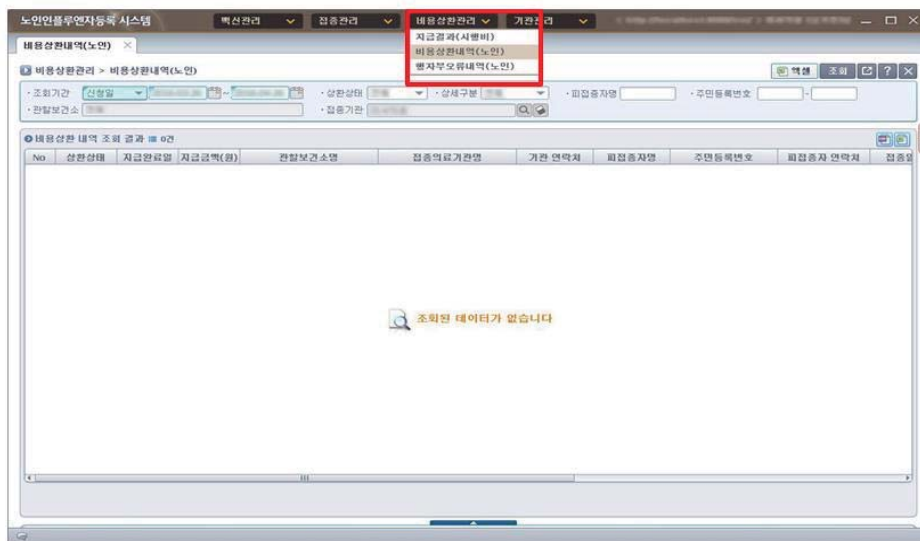 노인인플루엔자등록 시스템 백신관리 접종관리 비용상환관리 기관관리
비용상환내역(노인)
지급결과(시행비)
비용상환내역(노인)
행자부오류내역(노인)
비용상환관리 > 비용상환내역(노인)
엑셀 조회 ?
·조회기간 신청일 ~ ·상환상태 ·상세구분 ·피접종자명 ·주민등록번호 -
·관할보건소 ·접종기관
비용상환 내역 조회 결과 0건
No 상환상태 지급완료일 지급금액(원) 관할보건소명 접종의료기관명 기관 연락처 피접종자명 주민등록번호 피접종자 연락처 접종일
조회된 데이터가 없습니다